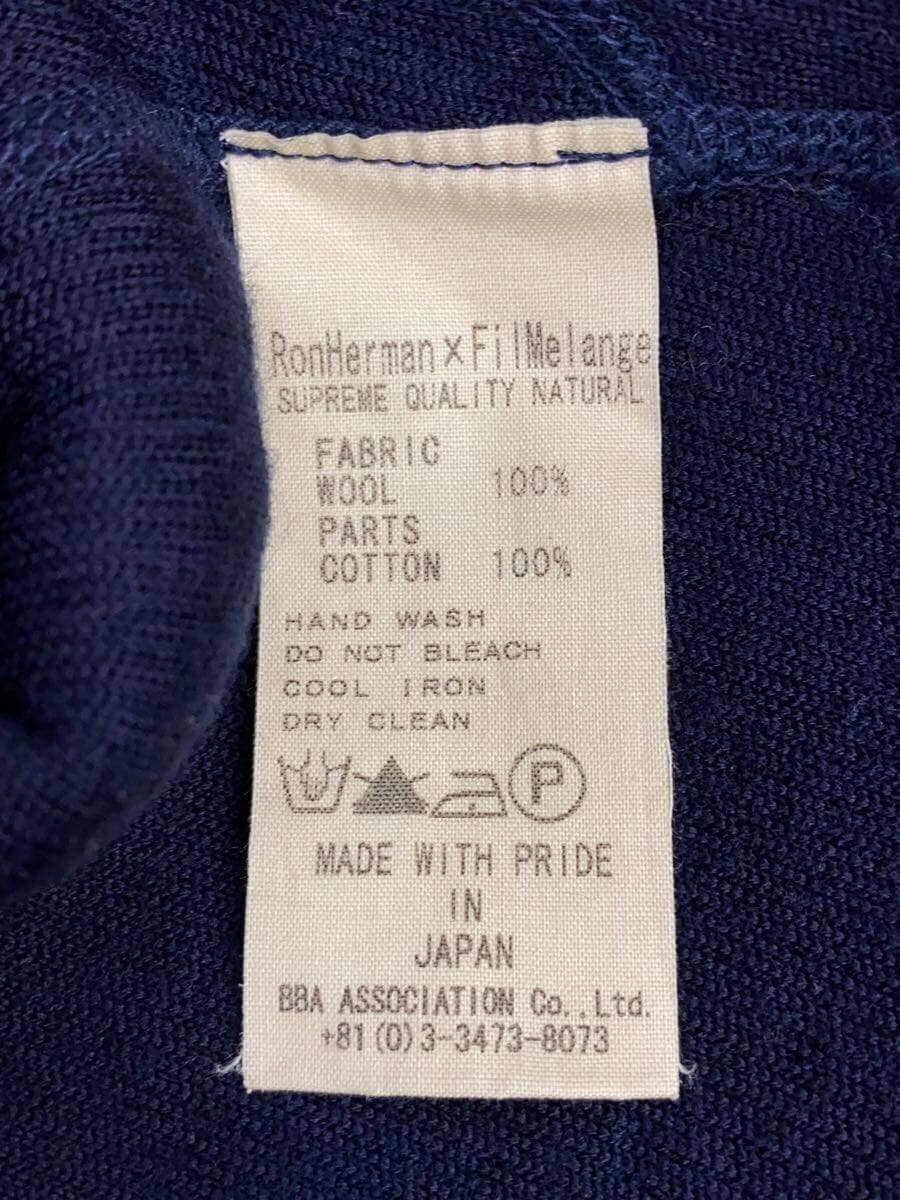 RonHerman×FilMelange
SUPREME QUALITY NATURAL
FABRIC
WOOL 100%
PARTS
COTTON 100%
HAND WASH
DO NOT BLEACH
COOL IRON
DRY CLEAN
P
MADE WITH PRIDE
IN
JAPAN
BBA ASSOCIATION Co.,Ltd.
+81(0)3-3473-8073